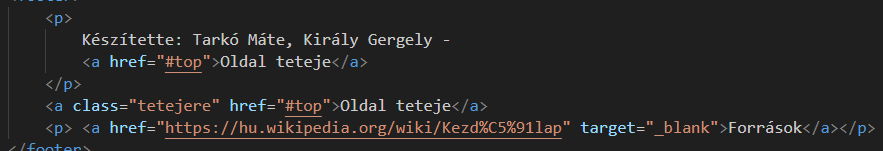 <p>
Készítette: Tarkó Máte, Király Gergely -
<a href="#top">Oldal teteje</a>
</p>
<a class="tetejere" href="#top">Oldal teteje</a>
<p> <a href="https://hu.wikipedia.org/wiki/Kezd%C5%91lap" target="_blank">Források</a></p>
</footer>